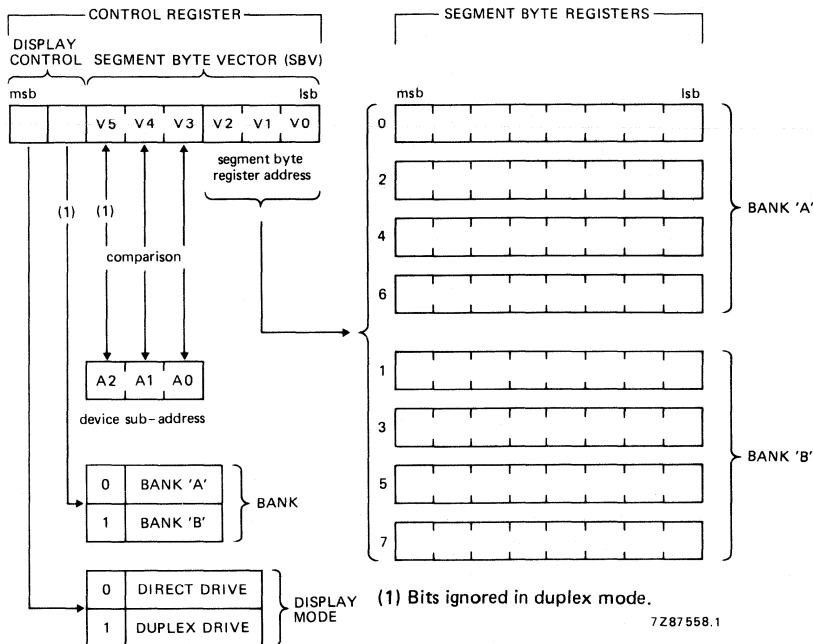 CONTROL REGISTER
DISPLAY
CONTROL
SEGMENT BYTE VECTOR (SBV)
msb
lsb
V5 V4 V3 V2 V1 V0
segment byte
register address
(1)
(1)
comparison
A2 A1 A0
device sub-address
0 BANK 'A'
1 BANK 'B'
BANK
0 DIRECT DRIVE
1 DUPLEX DRIVE
DISPLAY
MODE
SEGMENT BYTE REGISTERS
msb
lsb
0
2
4
6
BANK 'A'
1
3
5
7
BANK 'B'
(1) Bits ignored in duplex mode.
7Z87558.1